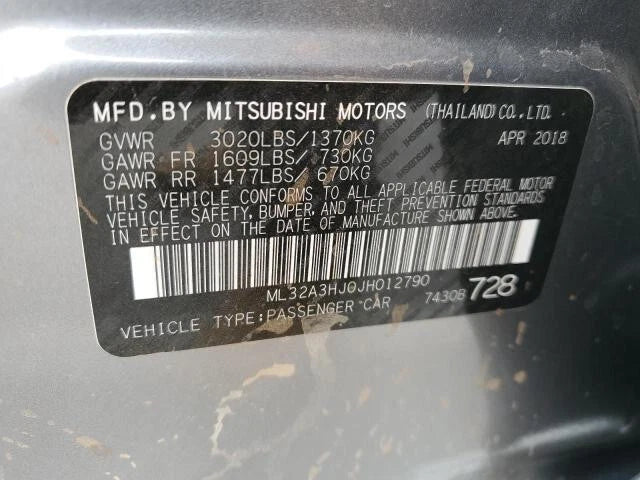 MFD.BY MITSUBISHI MOTORS (THAILAND) CO.,LTD.
GVWR 3020LBS/1370KG APR 2018
GAWR FR 1609LBS/ 730KG
GAWR RR 1477LBS/ 670KG
THIS VEHICLE CONFORMS TO ALL APPLICABLE FEDERAL MOTOR
VEHICLE SAFETY, BUMPER, AND THEFT PREVENTION STANDARDS
IN EFFECT ON THE DATE OF MANUFACTURE SHOWN ABOVE.
ML32A3HJ0JH012790
7430B 728
VEHICLE TYPE:PASSENGER CAR